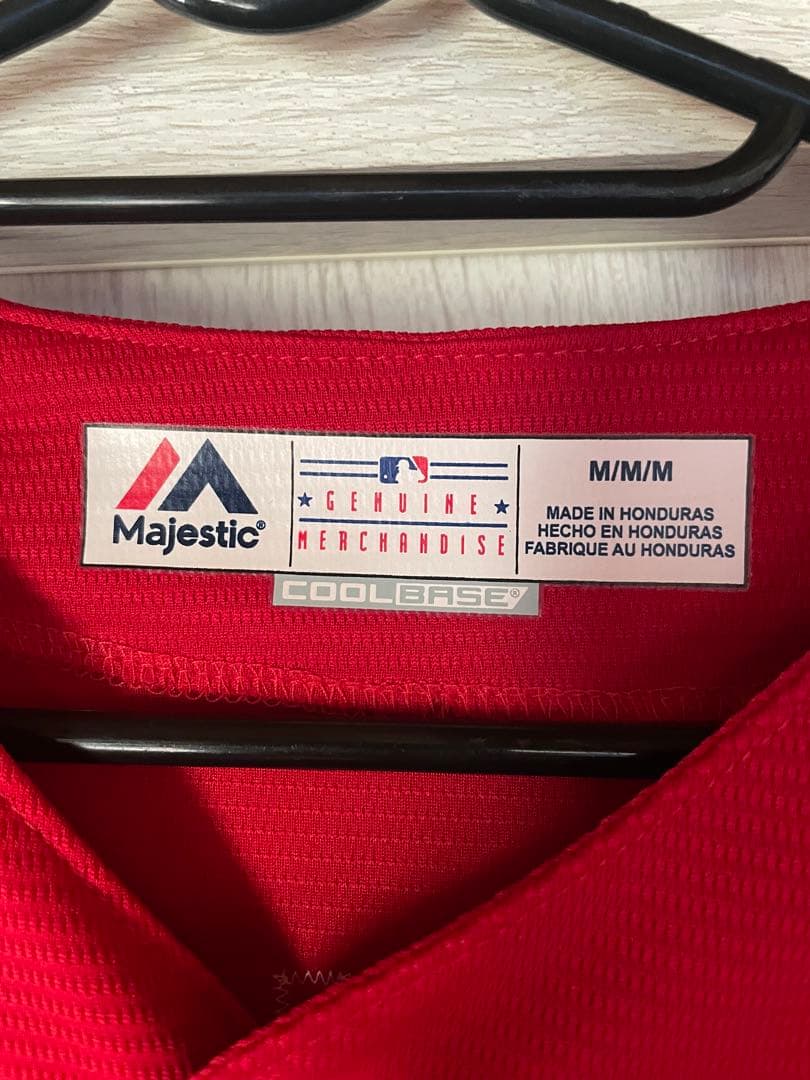 Majestic®
GENUINE
MERCHANDISE
M/M/M
MADE IN HONDURAS
HECHO EN HONDURAS
FABRIQUE AU HONDURAS
COOLBASE®